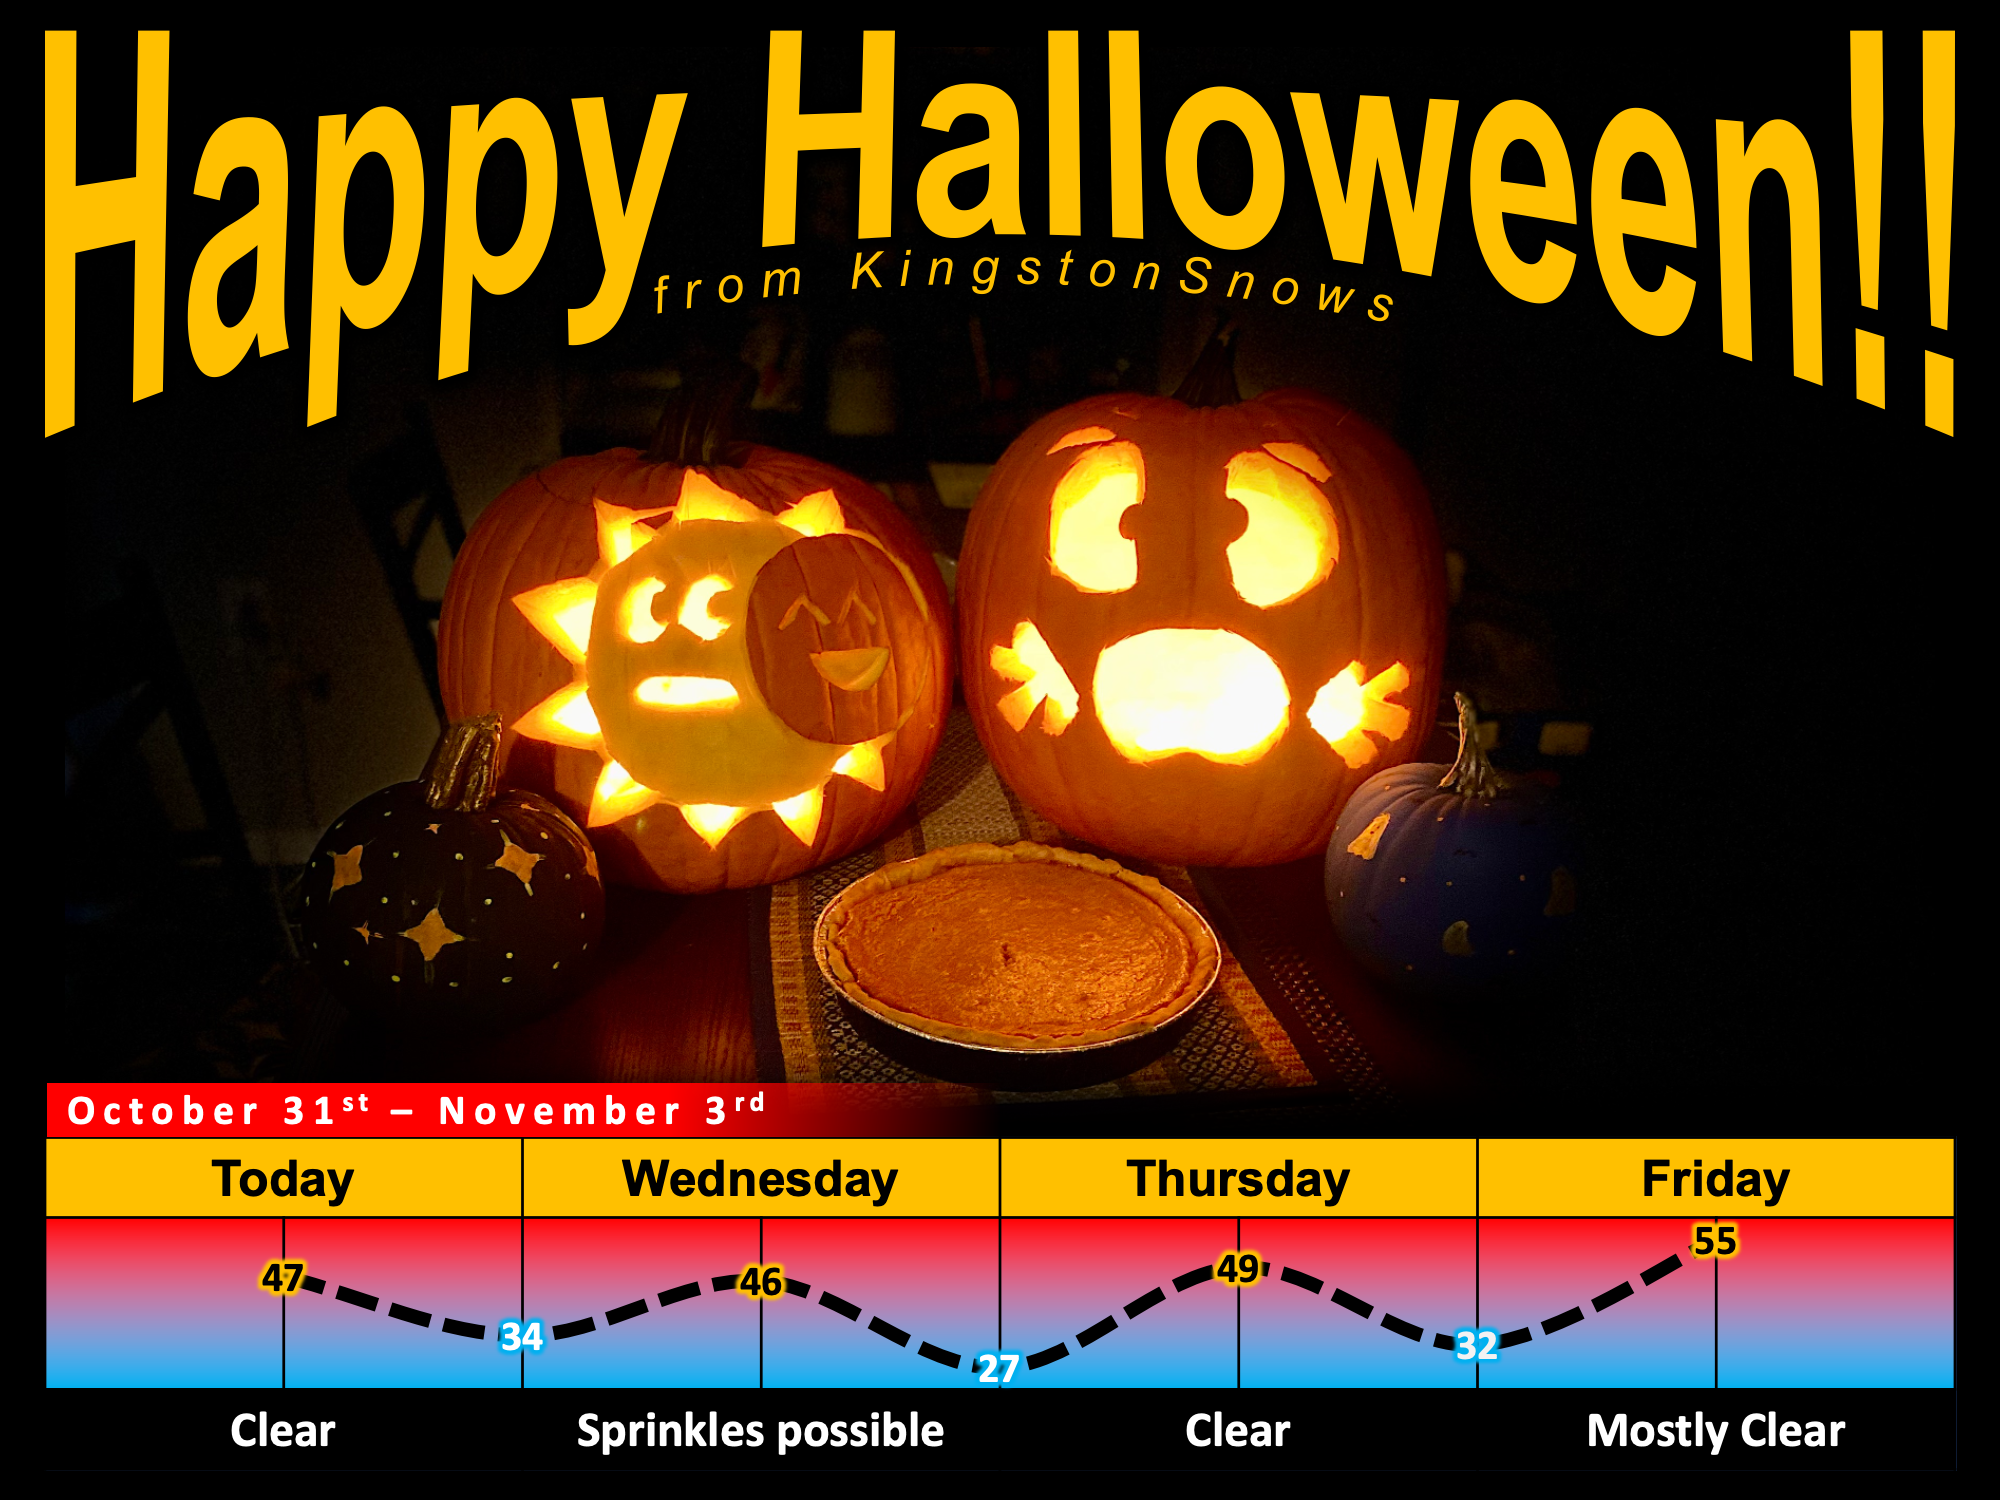 Happy Halloween!!
from KingstonSnows
October 31st – November 3rd
Today Wednesday Thursday Friday
47 34 46 27 49 32 55
Clear Sprinkles possible Clear Mostly Clear